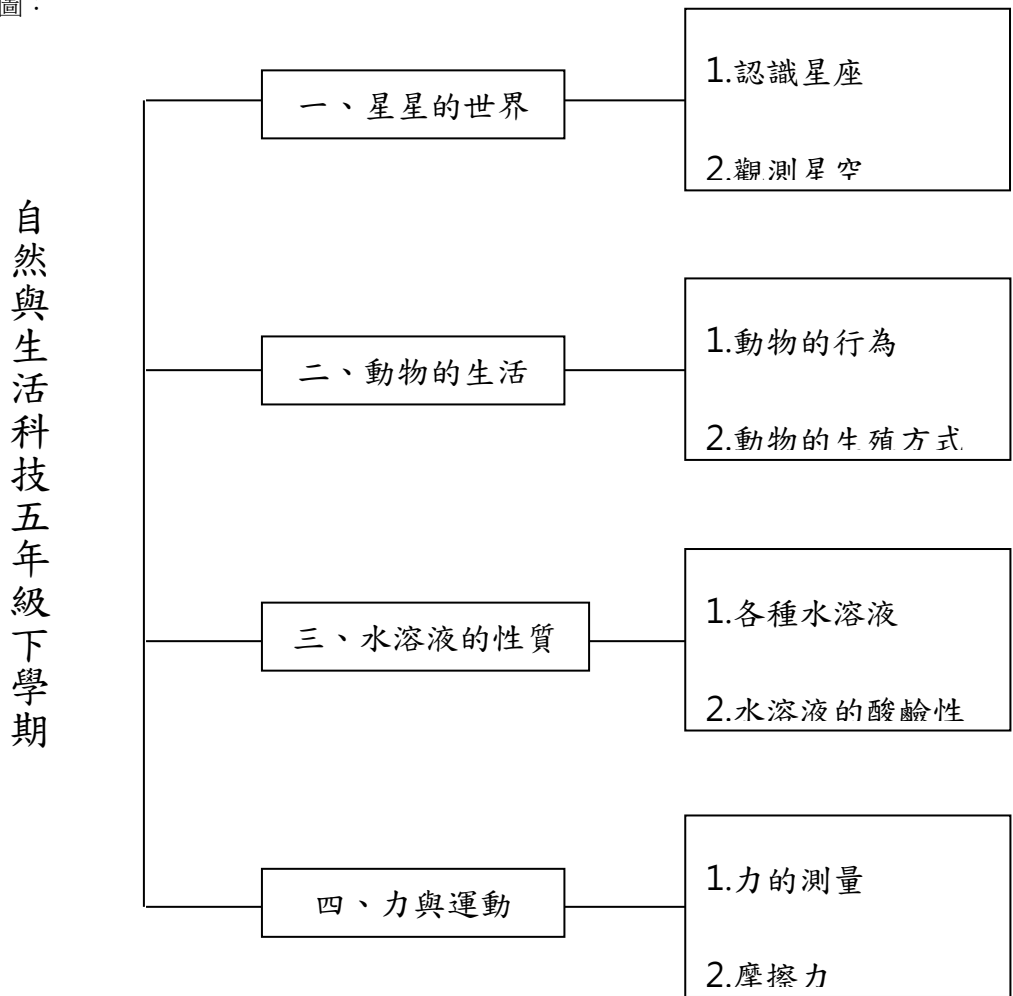 圖：
自然與生活科技五年級下學期
一、星星的世界
1.認識星座
2.觀測星空
二、動物的生活
1.動物的行為
2.動物的生殖方式
三、水溶液的性質
1.各種水溶液
2.水溶液的酸鹼性
四、力與運動
1.力的測量
2.摩擦力